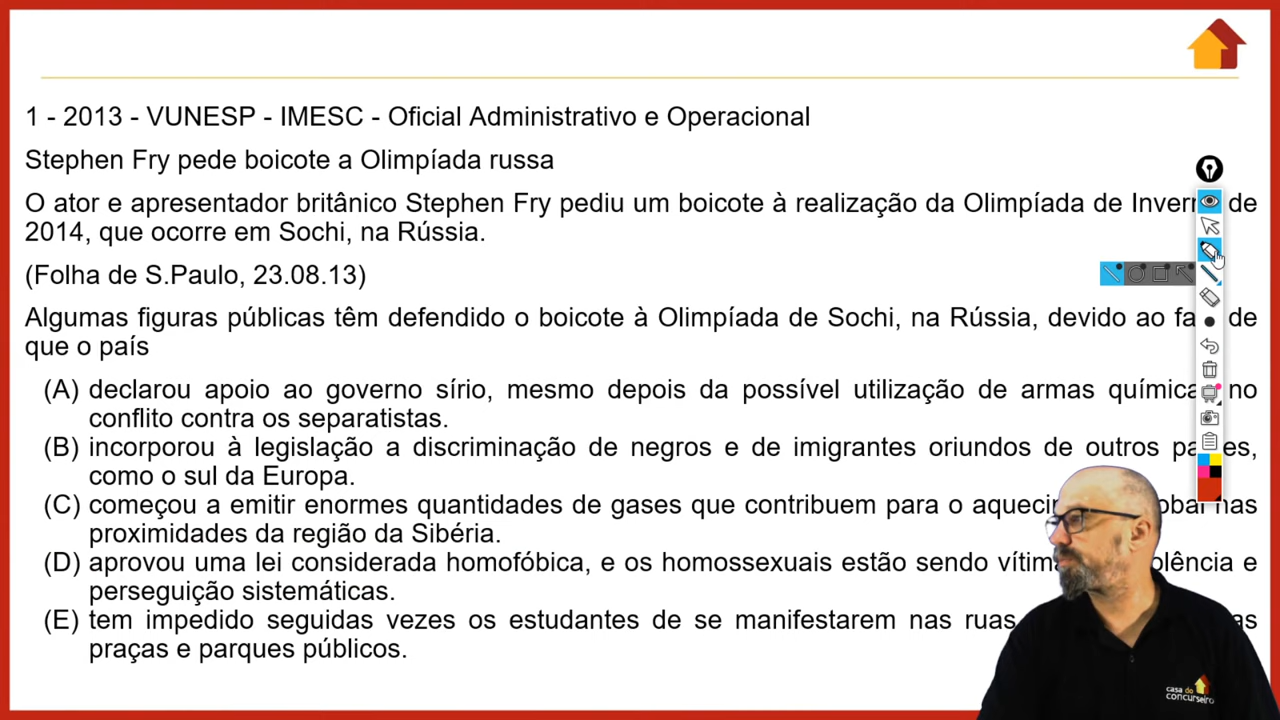 1 - 2013 - VUNESP - IMESC - Oficial Administrativo e Operacional
Stephen Fry pede boicote a Olimpíada russa
O ator e apresentador britânico Stephen Fry pediu um boicote à realização da Olimpíada de Invern de
2014, que ocorre em Sochi, na Rússia.
(Folha de S.Paulo, 23.08.13)
Algumas figuras públicas têm defendido o boicote à Olimpíada de Sochi, na Rússia, devido ao fa de
que o país
(A) declarou apoio ao governo sírio, mesmo depois da possível utilização de armas química no
conflito contra os separatistas.
(B) incorporou à legislação a discriminação de negros e de imigrantes oriundos de outros pa es,
como o sul da Europa.
(C) começou a emitir enormes quantidades de gases que contribuem para o aqueci obal nas
proximidades da região da Sibéria.
(D) aprovou uma lei considerada homofóbica, e os homossexuais estão sendo vítima olência e
perseguição sistemáticas.
(E) tem impedido seguidas vezes os estudantes de se manifestarem nas ruas as
praças e parques públicos.
casa do
concurseiro